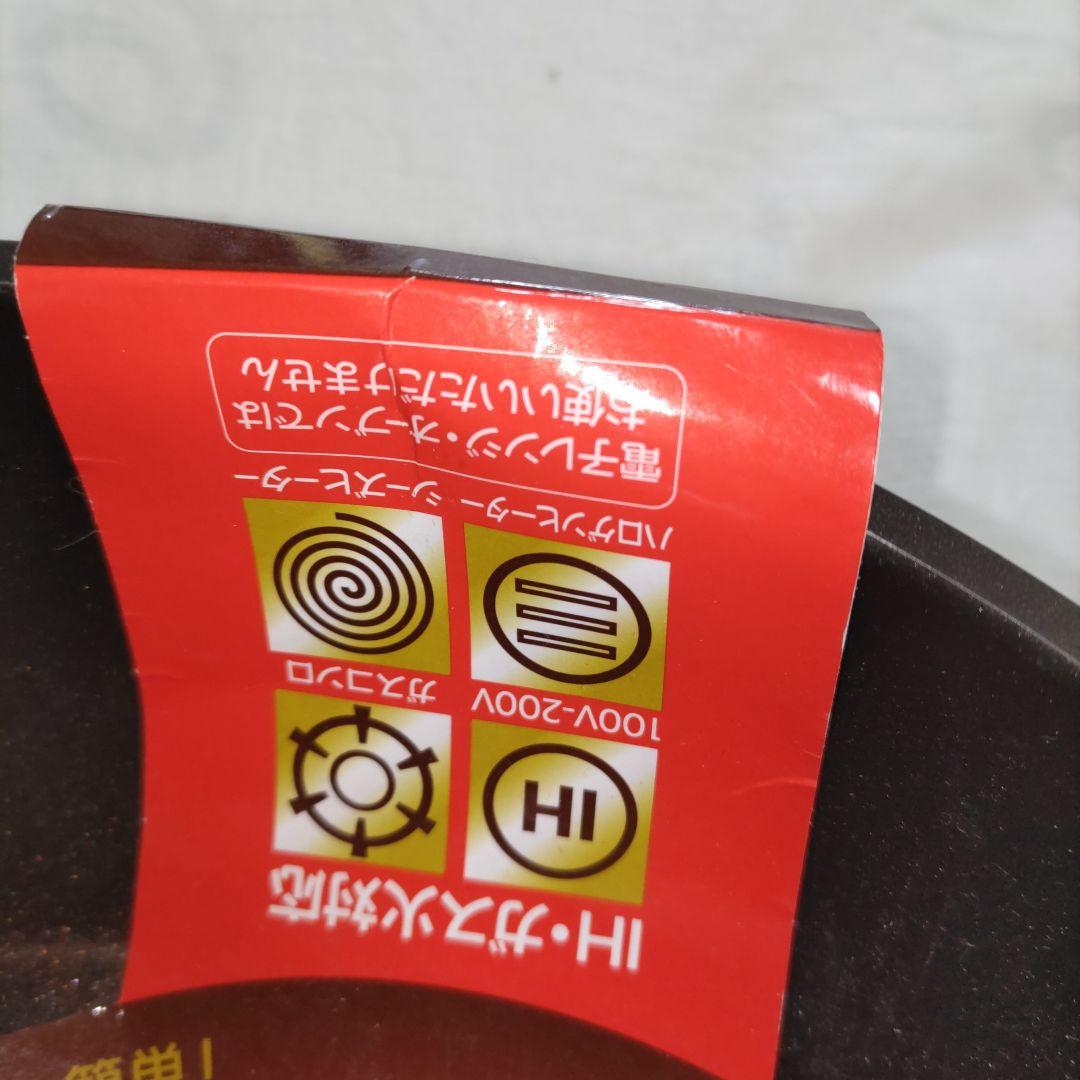 簡単!
IH・ガス火対応
IH
100V-200V
ガスコンロ
ハロゲンヒーター
シーズヒーター
電子レンジ・オーブンでは
お使いいただけません